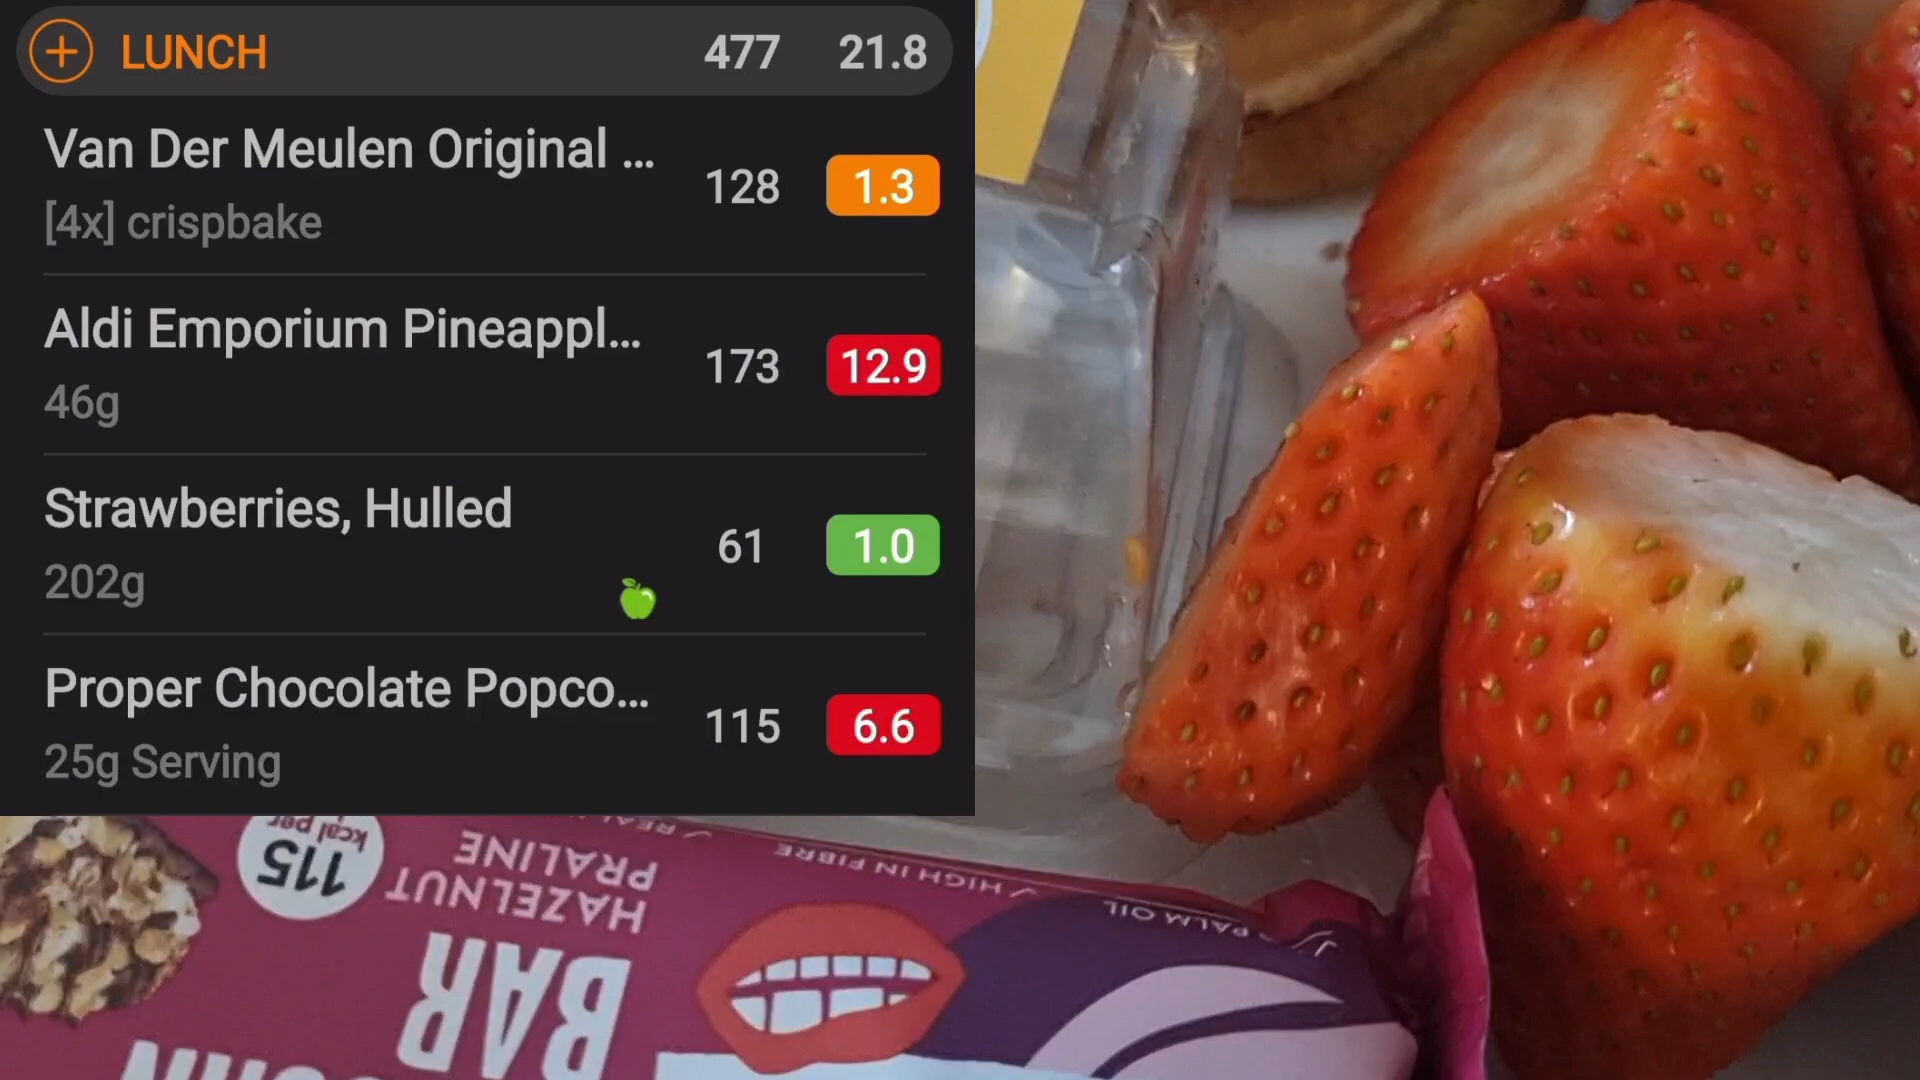 LUNCH 477 21.8
Van Der Meulen Original ...
128 1.3
[4x] crispbake
Aldi Emporium Pineappl...
173 12.9
46g
Strawberries, Hulled
61 1.0
202g
Proper Chocolate Popco...
115 6.6
25g Serving
115
kcal per
HAZELNUT
PRALINE
BAR
✓ HIGH IN FIBRE
PALM OIL